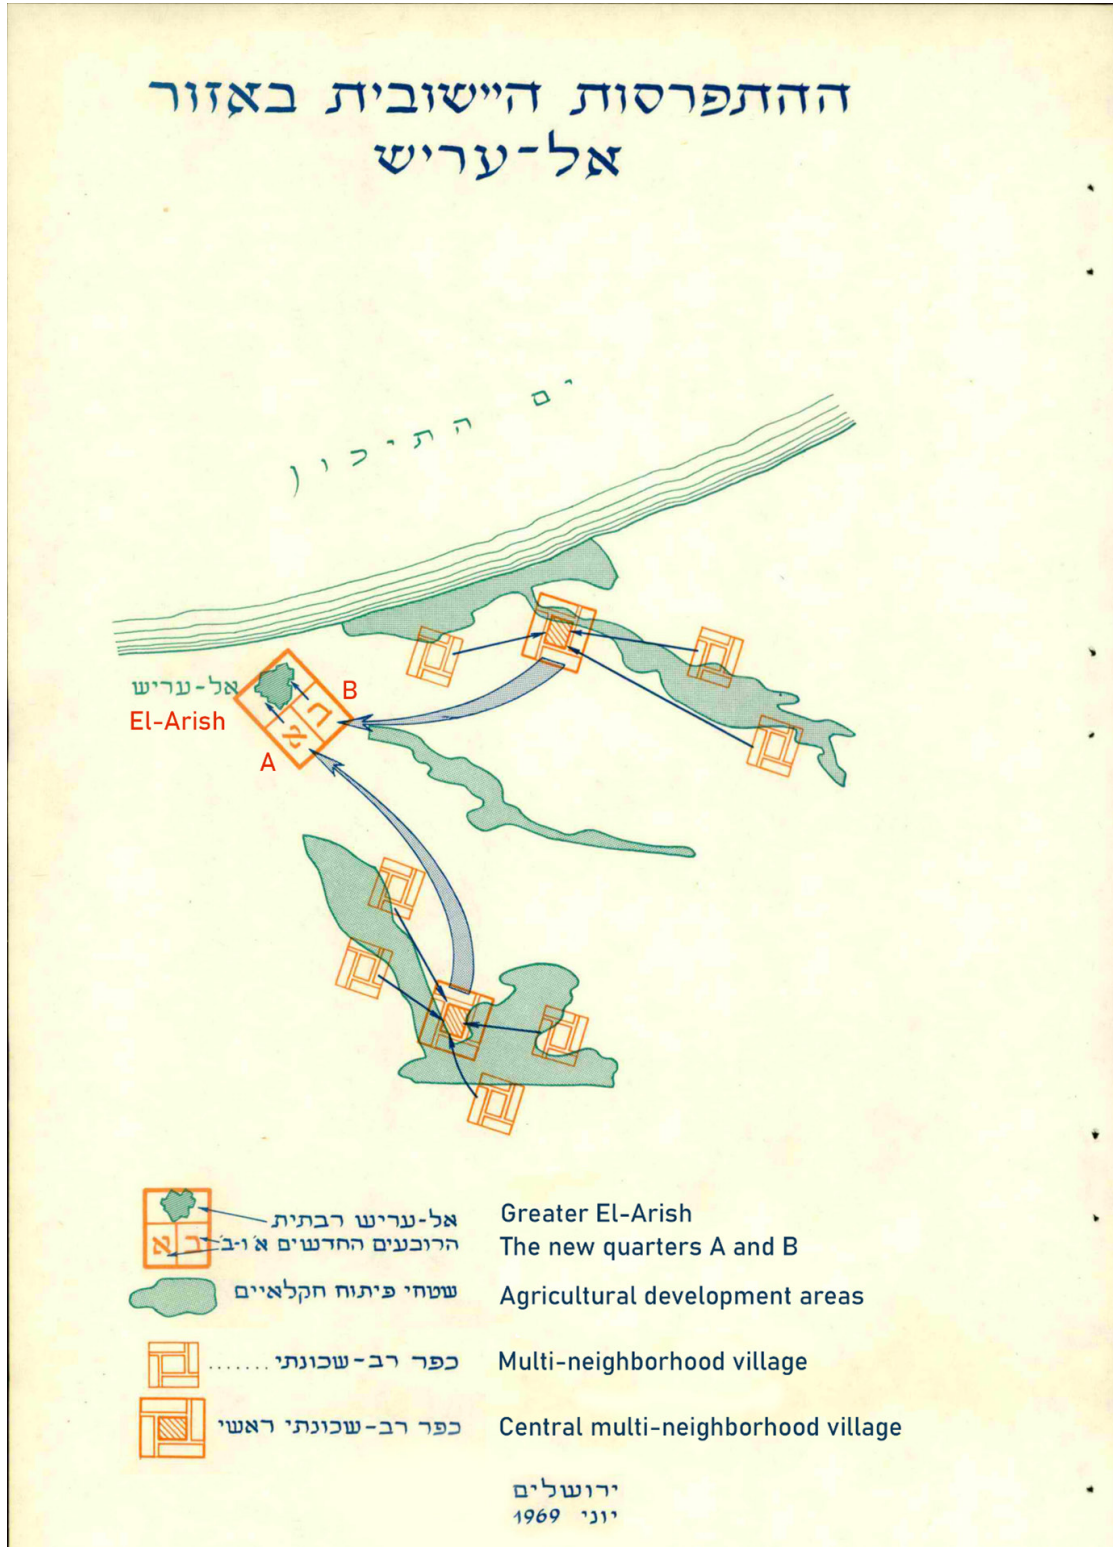 ההתפרסות היישובית באזור
אל-עריש
ים התיכון
אל-עריש
El-Arish
B
ב
א
A
אל-עריש רבתית
Greater El-Arish
הרובעים החדשים א' ו-ב'
The new quarters A and B
א ב
שטחי פיתוח חקלאיים
Agricultural development areas
כפר רב-שכונתי .......
Multi-neighborhood village
כפר רב-שכונתי ראשי
Central multi-neighborhood village
ירושלים
יוני 1969